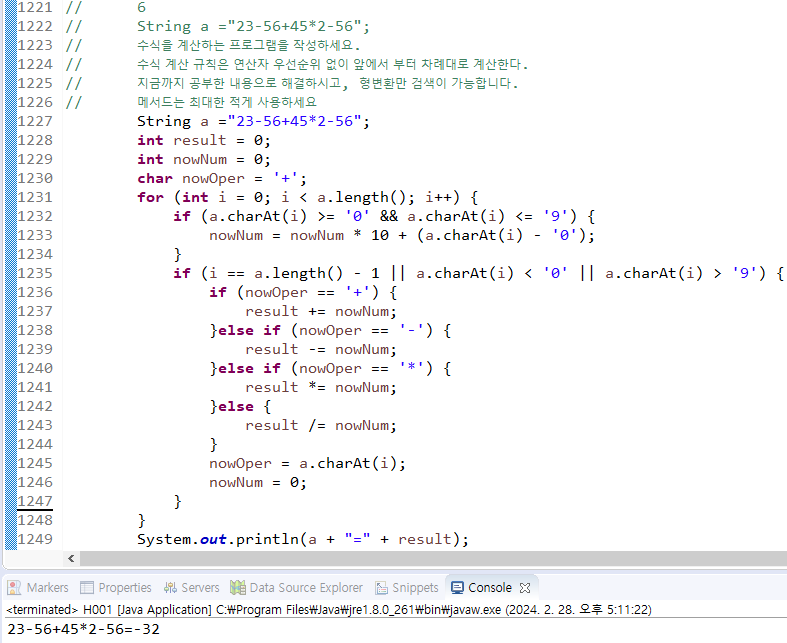 1221 //      6
1222 //      String a ="23-56+45*2-56";
1223 //      수식을 계산하는 프로그램을 작성하세요.
1224 //      수식 계산 규칙은 연산자 우선순위 없이 앞에서 부터 차례대로 계산한다.
1225 //      지금까지 공부한 내용으로 해결하시고, 형변환만 검색이 가능합니다.
1226 //      메서드는 최대한 적게 사용하세요
1227         String a ="23-56+45*2-56";
1228         int result = 0;
1229         int nowNum = 0;
1230         char nowOper = '+';
1231         for (int i = 0; i < a.length(); i++) {
1232             if (a.charAt(i) >= '0' && a.charAt(i) <= '9') {
1233                 nowNum = nowNum * 10 + (a.charAt(i) - '0');
1234             }
1235             if (i == a.length() - 1 || a.charAt(i) < '0' || a.charAt(i) > '9') {
1236                 if (nowOper == '+') {
1237                     result += nowNum;
1238                 }else if (nowOper == '-') {
1239                     result -= nowNum;
1240                 }else if (nowOper == '*') {
1241                     result *= nowNum;
1242                 }else {
1243                     result /= nowNum;
1244                 }
1245                 nowOper = a.charAt(i);
1246                 nowNum = 0;
1247             }
1248         }
1249         System.out.println(a + "=" + result);
Markers Properties Servers Data Source Explorer Snippets Console
<terminated> H001 [Java Application] C:₩Program Files₩Java₩jre1.8.0_261₩bin₩javaw.exe (2024. 2. 28. 오후 5:11:22)
23-56+45*2-56=-32